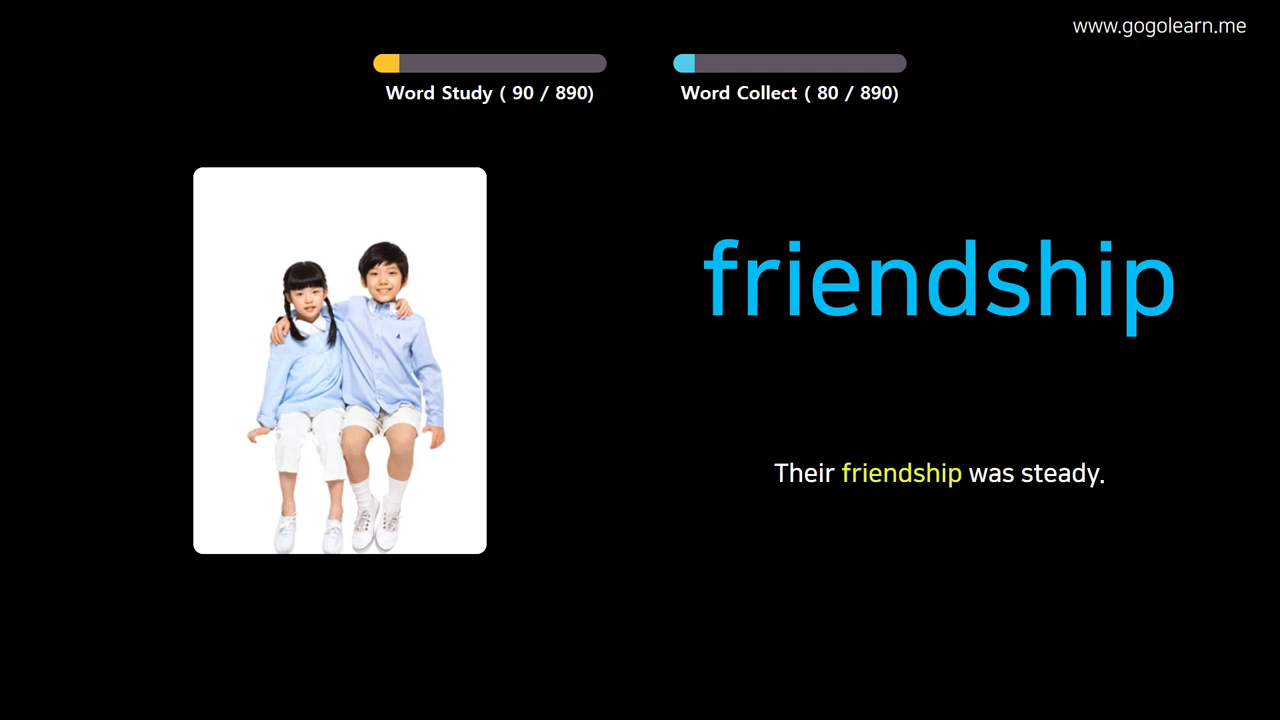 www.gogolearn.me
Word Study ( 90 / 890)
Word Collect ( 80 / 890)
friendship
Their friendship was steady.